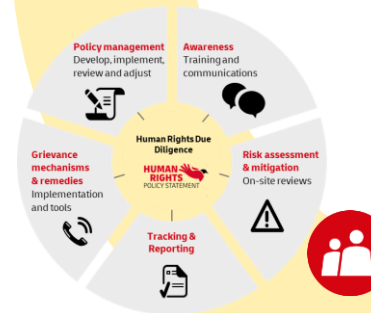 Policy management
Develop, implement,
review and adjust
Awareness
Training and
communications
Human Rights Due
Diligence
HUMAN
RIGHTS
POLICY STATEMENT
Grievance
mechanisms
& remedies
Implementation
and tools
Risk assessment
& mitigation
On-site reviews
Tracking &
Reporting